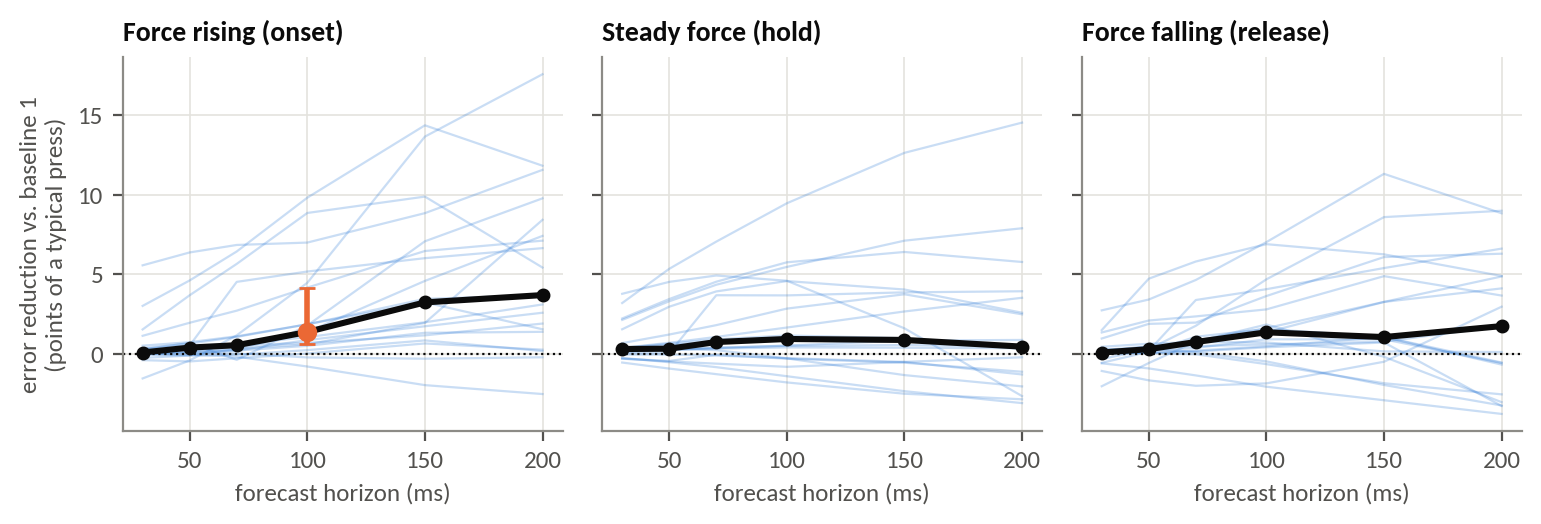 Force rising (onset)
Steady force (hold)
Force falling (release)
error reduction vs. baseline 1
(points of a typical press)
15
10
5
0
50 100 150 200
50 100 150 200
50 100 150 200
forecast horizon (ms)
forecast horizon (ms)
forecast horizon (ms)